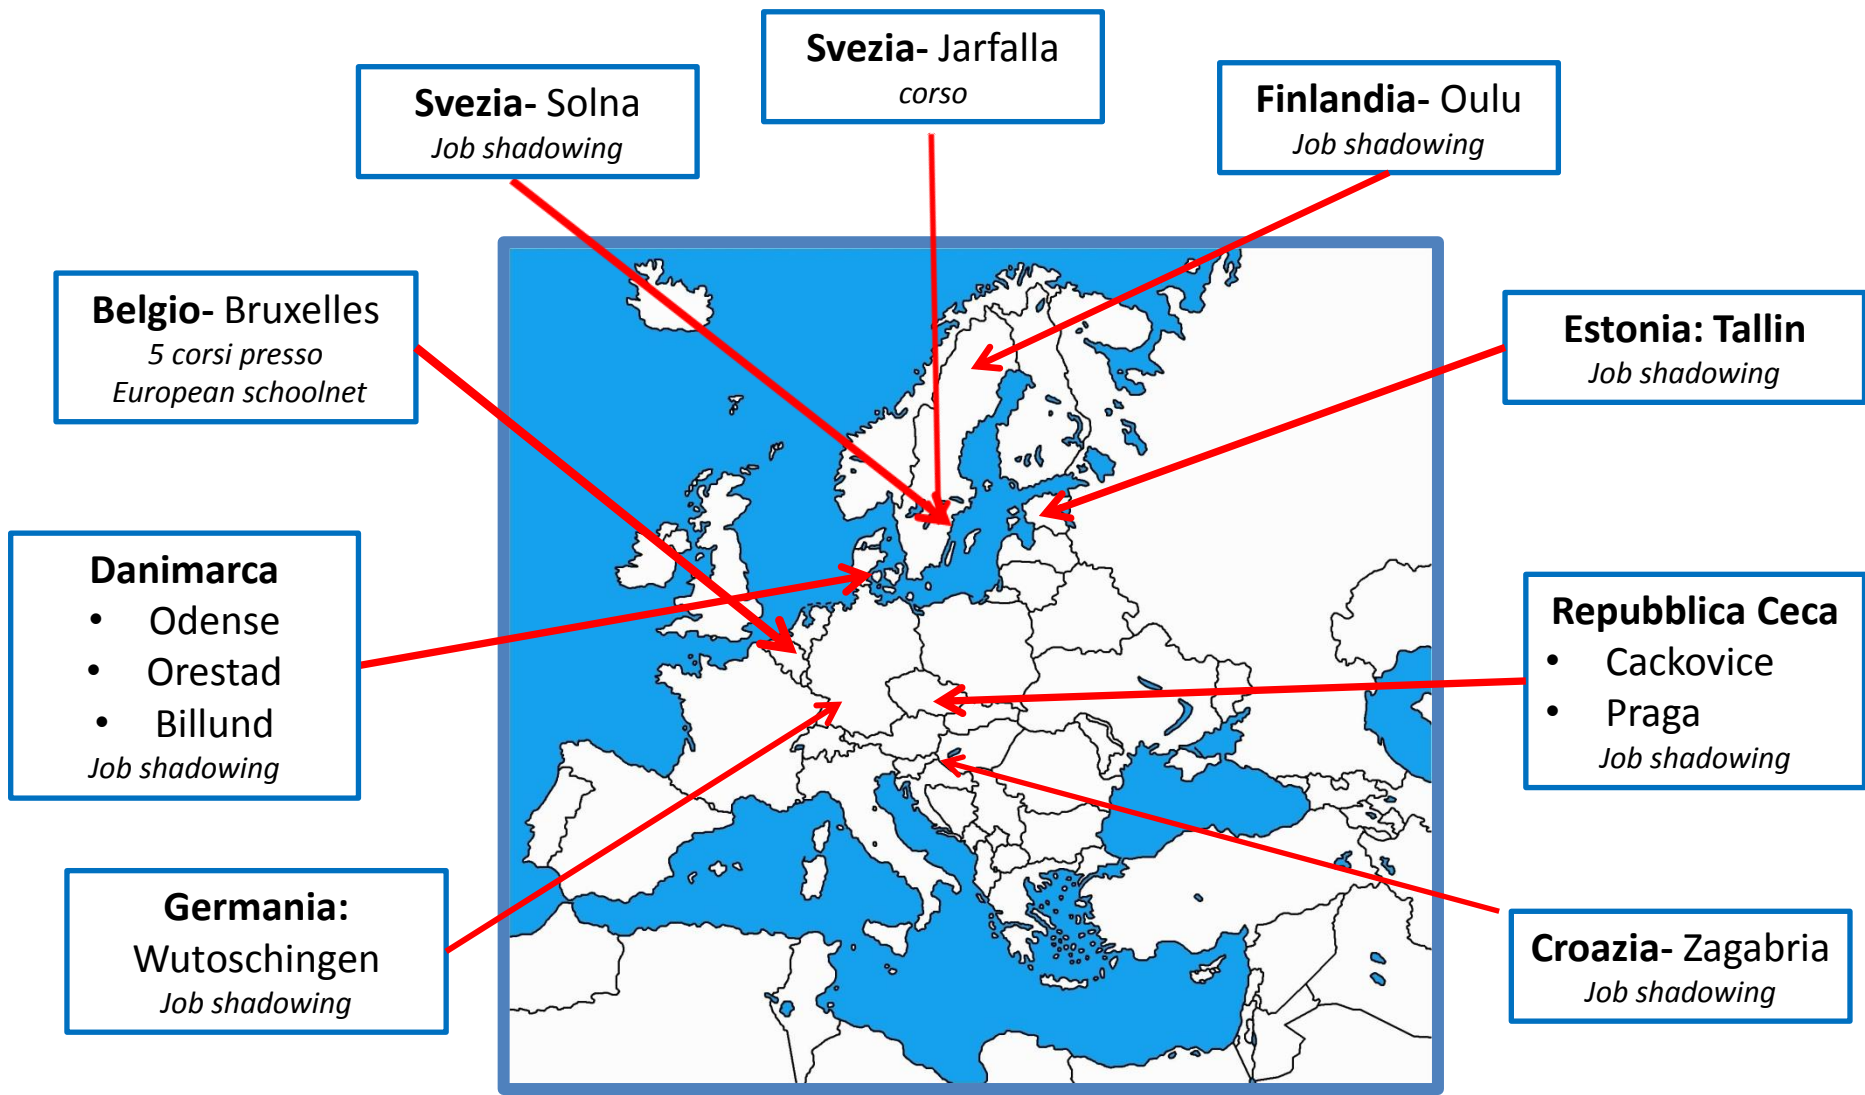 Svezia- Jarfalla
corso
Svezia- Solna
Job shadowing
Finlandia- Oulu
Job shadowing
Belgio- Bruxelles
5 corsi presso
European schoolnet
Estonia: Tallin
Job shadowing
Danimarca
• Odense
• Orestad
• Billund
Job shadowing
Repubblica Ceca
• Cackovice
• Praga
Job shadowing
Germania:
Wutoschingen
Job shadowing
Croazia- Zagabria
Job shadowing